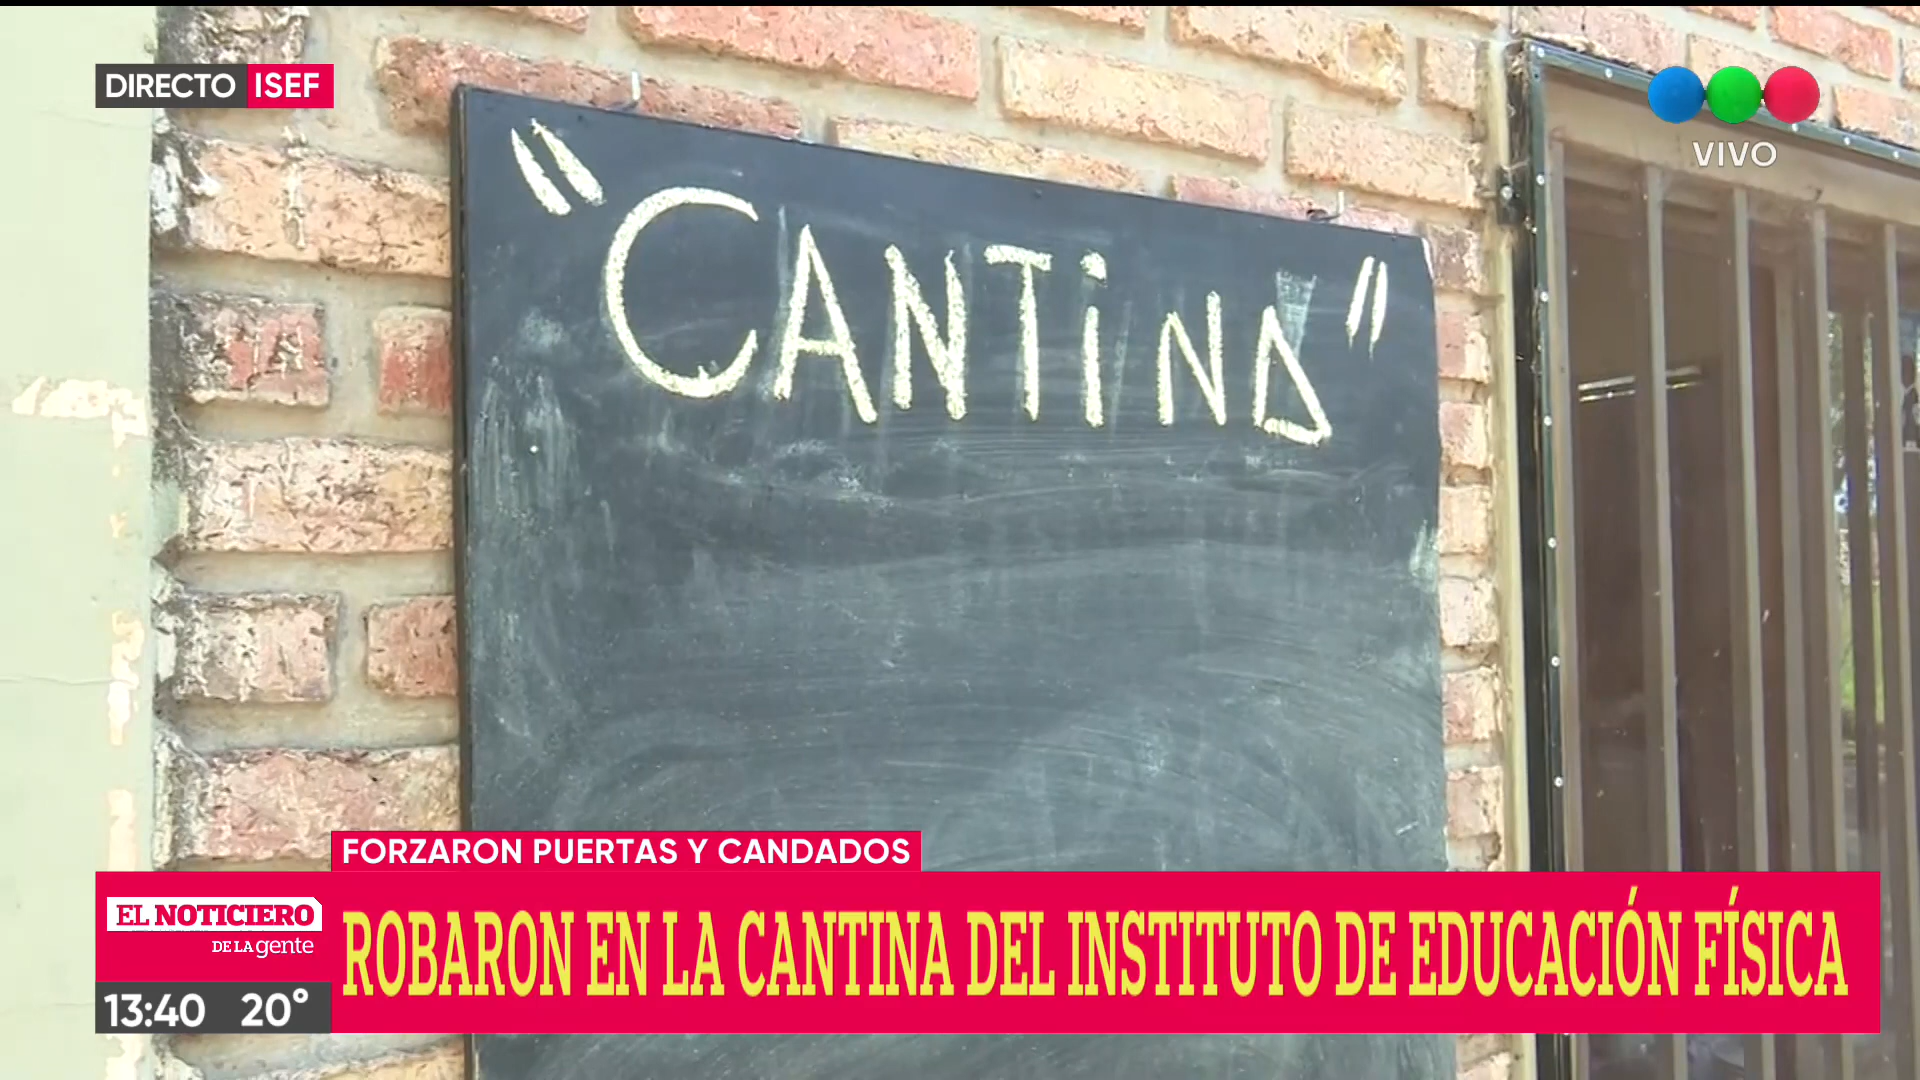 DIRECTO ISEF
VIVO
"CANTiNA"
FORZARON PUERTAS Y CANDADOS
EL NOTICIERO
DE LA gente
ROBARON EN LA CANTINA DEL INSTITUTO DE EDUCACIÓN FÍSICA
13:40 20°